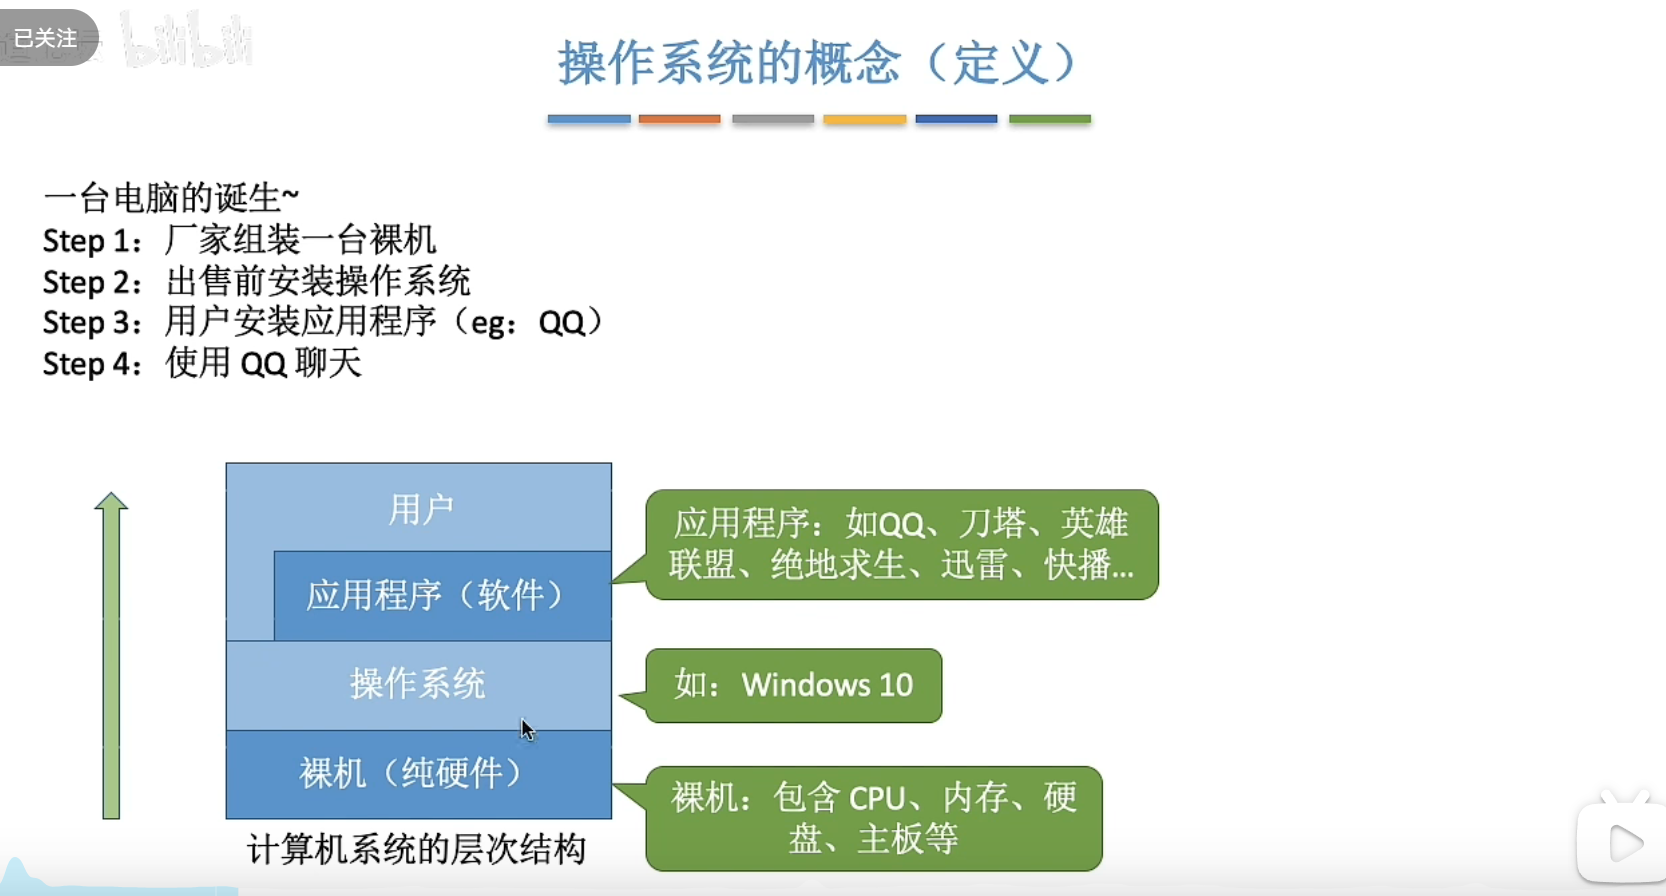 已关注
bilibili
操作系统的概念（定义）
一台电脑的诞生~
Step 1：厂家组装一台裸机
Step 2：出售前安装操作系统
Step 3：用户安装应用程序（eg：QQ）
Step 4：使用 QQ 聊天
用户
应用程序（软件）
操作系统
裸机（纯硬件）
计算机系统的层次结构
应用程序：如QQ、刀塔、英雄
联盟、绝地求生、迅雷、快播...
如：Windows 10
裸机：包含 CPU、内存、硬
盘、主板等